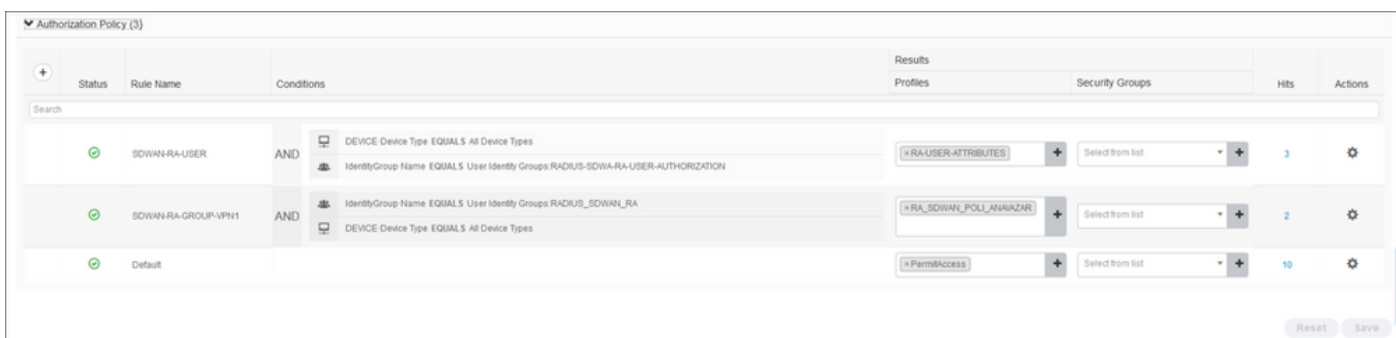 Authorization Policy (3)
Results
Status Rule Name Conditions Profiles Security Groups Hits Actions
Search
SDWAN-RA-USER AND DEVICE·Device Type EQUALS All Device Types
IdentityGroup·Name EQUALS User Identity Groups:RADIUS-SDWA-RA-USER-AUTHORIZATION
×RA-USER-ATTRIBUTES Select from list 3
SDWAN-RA-GROUP-VPN1 AND IdentityGroup·Name EQUALS User Identity Groups:RADIUS_SDWAN_RA
DEVICE·Device Type EQUALS All Device Types
×RA_SDWAN_POLI_ANAVAZAR Select from list 2
Default ×PermitAccess Select from list 10
Reset Save